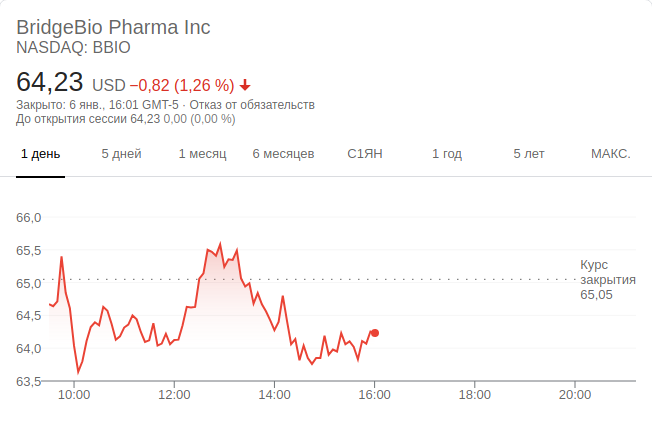 BridgeBio Pharma Inc
NASDAQ: BBIO
64,23 USD −0,82 (1,26 %)
Закрыто: 6 янв., 16:01 GMT-5 · Отказ от обязательств
До открытия сессии 64,23 0,00 (0,00 %)
1 день 5 дней 1 месяц 6 месяцев С1ЯН 1 год 5 лет МАКС.
66,0
65,5
Курс
закрытия
65,05
65,0
64,5
64,0
63,5
10:00 12:00 14:00 16:00 18:00 20:00